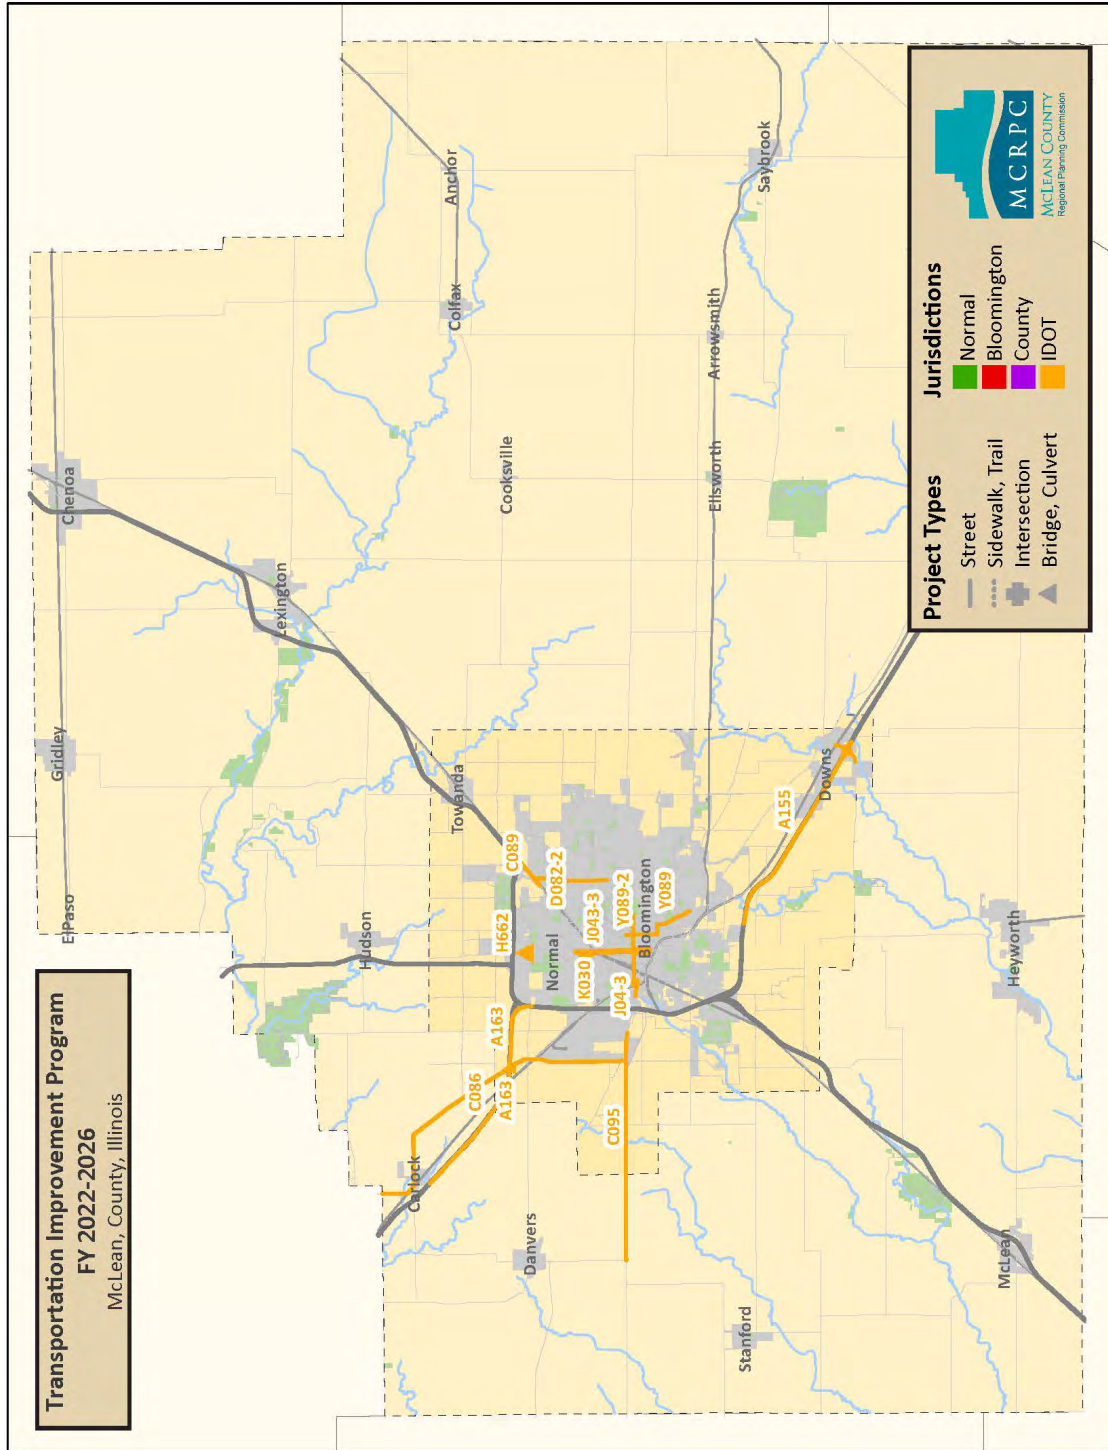 Transportation Improvement Program
FY 2022-2026
McLean, County, Illinois
El Paso
Gridley
Chenoa
Hudson
Lexington
Carlock
Towanda
Colfax
Anchor
C086
A163
A163
H662
C089
Cooksville
Danvers
Normal
D082-2
K030
J043-3
C095
J04-3
Y089-2
Bloomington
Y089
Stanford
Ellsworth
Arrowsmith
Saybrook
A155
Downs
McLean
Heyworth
Project Types
Street
Sidewalk, Trail
Intersection
Bridge, Culvert
Jurisdictions
Normal
Bloomington
County
IDOT
MCRPC
MCLEAN COUNTY
Regional Planning Commission